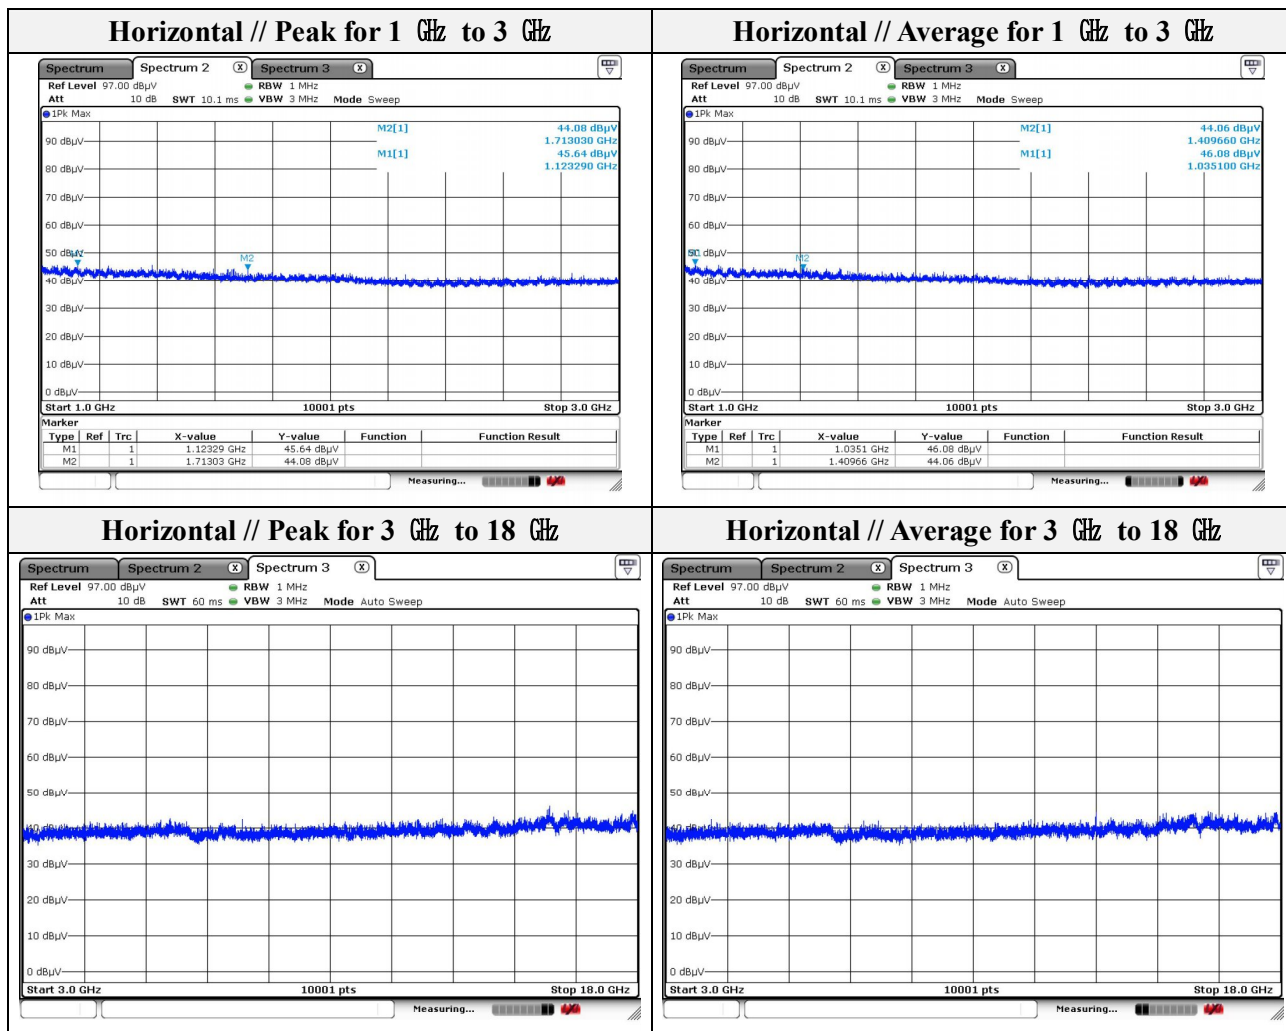 Horizontal // Peak for 1 ㎓ to 3 ㎓
Spectrum Spectrum 2 X Spectrum 3 X
Ref Level 97.00 dBµV RBW 1 MHz
Att 10 dB SWT 10.1 ms VBW 3 MHz Mode Sweep
1Pk Max
M2[1] 44.08 dBµV
1.713030 GHz
M1[1] 45.64 dBµV
1.123290 GHz
90 dBµV
80 dBµV
70 dBµV
60 dBµV
50 dBµV
M2
40 dBµV
30 dBµV
20 dBµV
10 dBµV
0 dBµV
Start 1.0 GHz 10001 pts Stop 3.0 GHz
Marker
Type Ref Trc X-value Y-value Function Function Result
M1 1 1.12329 GHz 45.64 dBµV
M2 1 1.71303 GHz 44.08 dBµV
Measuring...
Horizontal // Average for 1 ㎓ to 3 ㎓
Spectrum Spectrum 2 X Spectrum 3 X
Ref Level 97.00 dBµV RBW 1 MHz
Att 10 dB SWT 10.1 ms VBW 3 MHz Mode Sweep
1Pk Max
M2[1] 44.06 dBµV
1.409660 GHz
M1[1] 46.08 dBµV
1.035100 GHz
90 dBµV
80 dBµV
70 dBµV
60 dBµV
M2
40 dBµV
30 dBµV
20 dBµV
10 dBµV
0 dBµV
Start 1.0 GHz 10001 pts Stop 3.0 GHz
Marker
Type Ref Trc X-value Y-value Function Function Result
M1 1 1.0351 GHz 46.08 dBµV
M2 1 1.40966 GHz 44.06 dBµV
Measuring...
Horizontal // Peak for 3 ㎓ to 18 ㎓
Spectrum Spectrum 2 X Spectrum 3 X
Ref Level 97.00 dBµV RBW 1 MHz
Att 10 dB SWT 60 ms VBW 3 MHz Mode Auto Sweep
1Pk Max
90 dBµV
80 dBµV
70 dBµV
60 dBµV
50 dBµV
30 dBµV
20 dBµV
10 dBµV
0 dBµV
Start 3.0 GHz 10001 pts Stop 18.0 GHz
Measuring...
Horizontal // Average for 3 ㎓ to 18 ㎓
Spectrum Spectrum 2 X Spectrum 3 X
Ref Level 97.00 dBµV RBW 1 MHz
Att 10 dB SWT 60 ms VBW 3 MHz Mode Auto Sweep
1Pk Max
90 dBµV
80 dBµV
70 dBµV
60 dBµV
50 dBµV
30 dBµV
20 dBµV
10 dBµV
0 dBµV
Start 3.0 GHz 10001 pts Stop 18.0 GHz
Measuring...